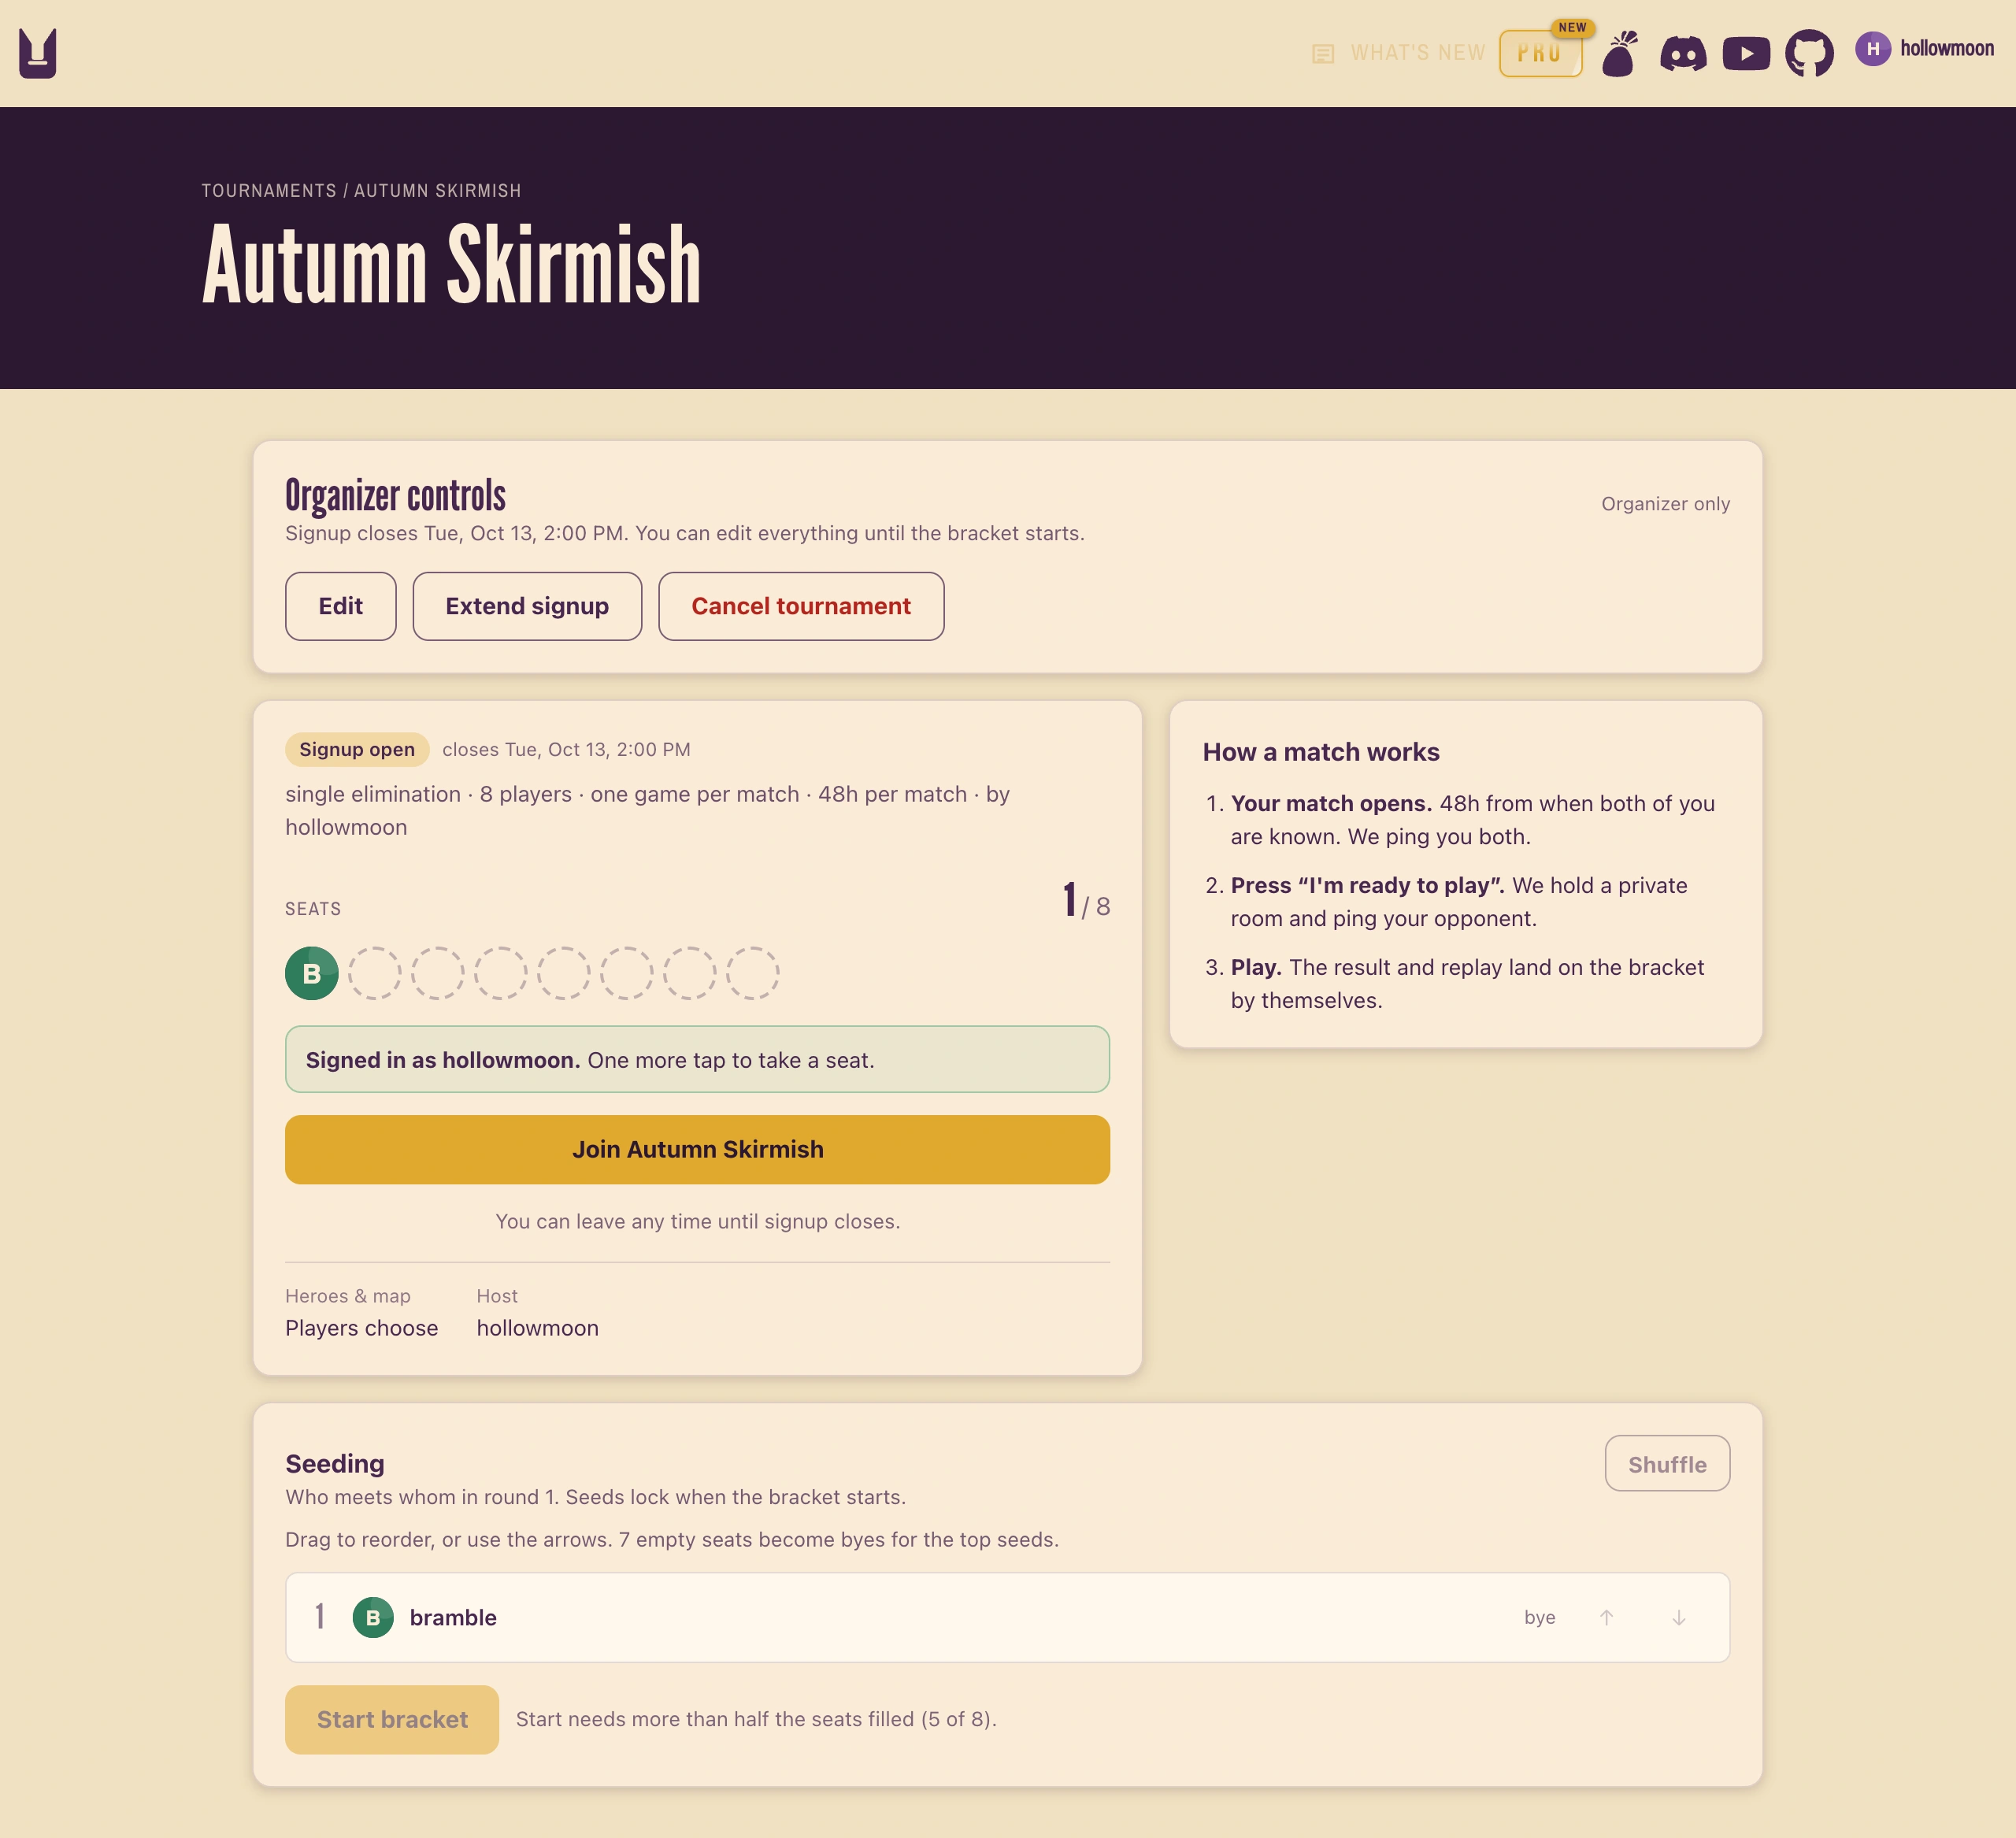 WHAT'S NEW
PRO
NEW
H hollowmoon
TOURNAMENTS / AUTUMN SKIRMISH
Autumn Skirmish
Organizer controls
Organizer only
Signup closes Tue, Oct 13, 2:00 PM. You can edit everything until the bracket starts.
Edit
Extend signup
Cancel tournament
Signup open closes Tue, Oct 13, 2:00 PM
single elimination · 8 players · one game per match · 48h per match · by
hollowmoon
SEATS
1 / 8
B
Signed in as hollowmoon. One more tap to take a seat.
Join Autumn Skirmish
You can leave any time until signup closes.
Heroes & map
Players choose
Host
hollowmoon
How a match works
1. Your match opens. 48h from when both of you
are known. We ping you both.
2. Press “I'm ready to play”. We hold a private
room and ping your opponent.
3. Play. The result and replay land on the bracket
by themselves.
Seeding
Shuffle
Who meets whom in round 1. Seeds lock when the bracket starts.
Drag to reorder, or use the arrows. 7 empty seats become byes for the top seeds.
1 B bramble bye ↑ ↓
Start bracket
Start needs more than half the seats filled (5 of 8).